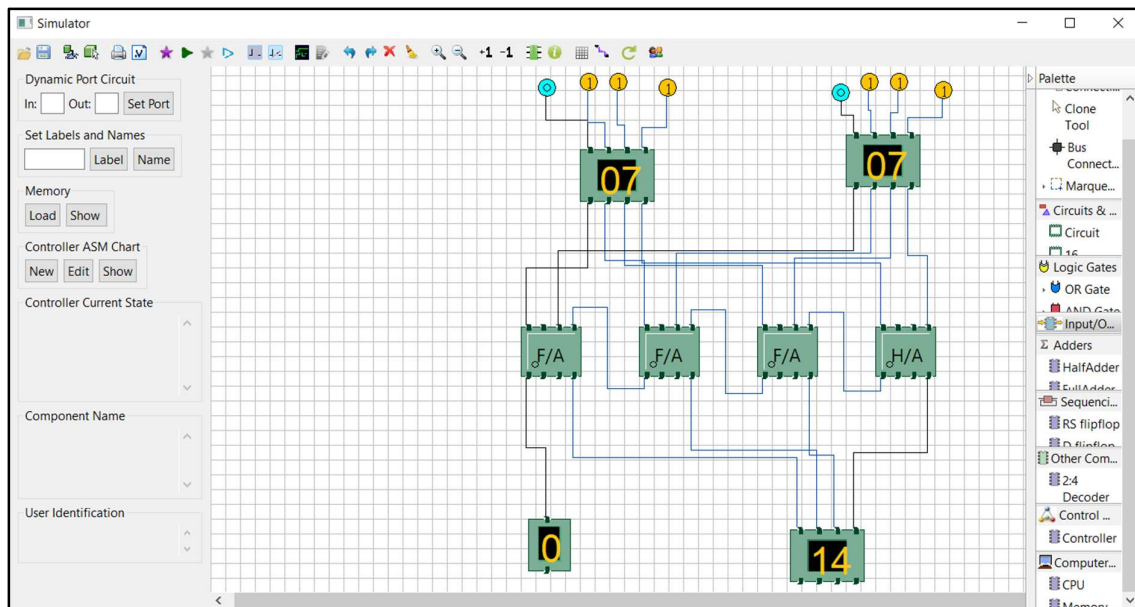 Simulator
+1 -1
Dynamic Port Circuit
In: Out: Set Port
Set Labels and Names
Label Name
Memory
Load Show
Controller ASM Chart
New Edit Show
Controller Current State
Component Name
User Identification
1 1 1
1 1 1
07
07
F/A
F/A
F/A
H/A
0
14
Palette
Clone
Tool
Bus
Connect...
Marque...
Circuits & ...
Circuit
16
Logic Gates
OR Gate
AND Gate
Input/O...
Σ Adders
HalfAdder
FullAdder
Sequenci...
RS flipflop
D flipflop
Other Com...
2:4
Decoder
Control ...
Controller
Computer...
CPU
Memory